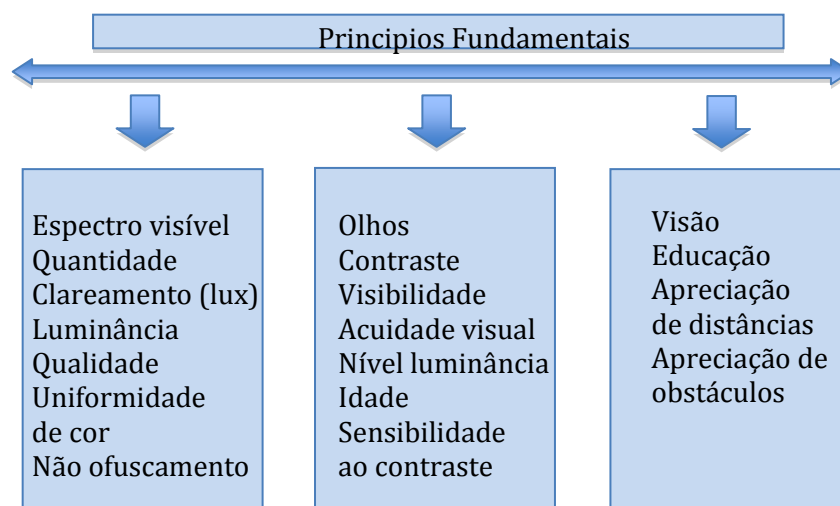 Principios Fundamentais
Espectro visível
Quantidade
Clareamento (lux)
Luminância
Qualidade
Uniformidade
de cor
Não ofuscamento
Olhos
Contraste
Visibilidade
Acuidade visual
Nível luminância
Idade
Sensibilidade
ao contraste
Visão
Educação
Apreciação
de distâncias
Apreciação de
obstáculos